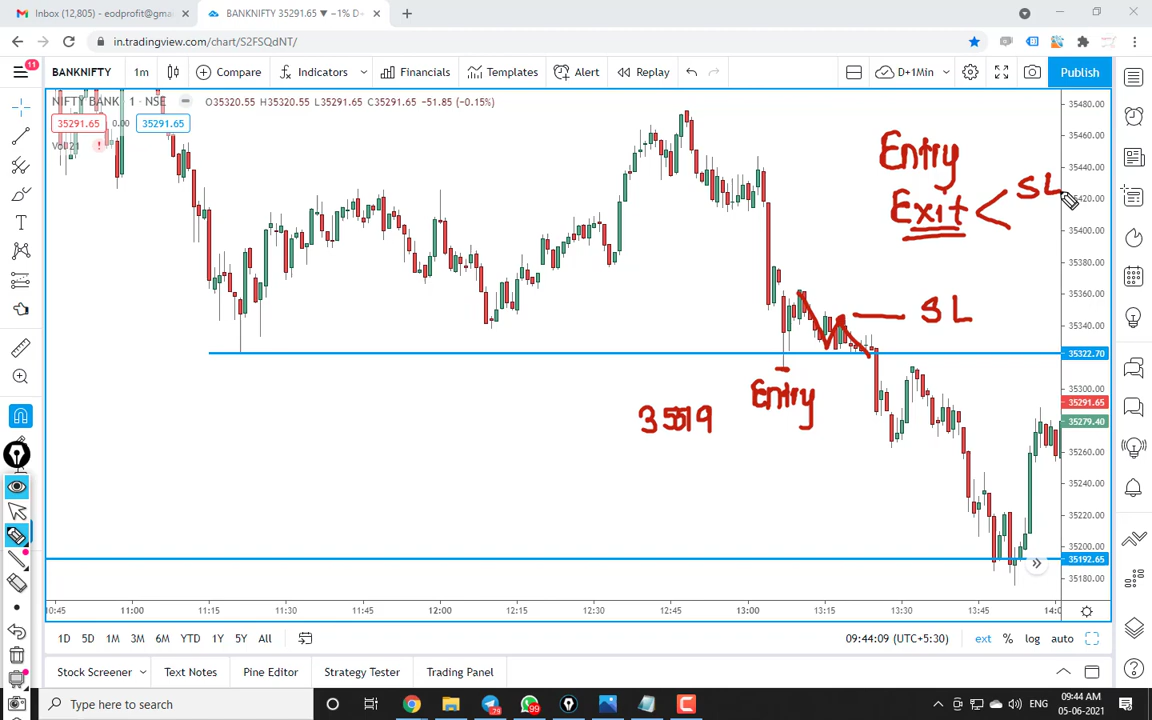 Inbox (12,805) - eodprofit@gma
BANKNIFTY 35291.65 ▼ −1% D
in.tradingview.com/chart/S2FSQdNT/
11
BANKNIFTY
1m
Compare
Indicators
Financials
Templates
Alert
Replay
D+1Min
Publish
NIFTY BANK 1 · NSE
O35320.55 H35320.55 L35291.65 C35291.65 −51.85 (−0.15%)
35291.65
0.00
35291.65
Entry
Exit < SL
SL
Entry
35519
35480.00
35460.00
35440.00
35420.00
35400.00
35380.00
35360.00
35340.00
35322.70
35300.00
35291.65
35279.40
35260.00
35240.00
35220.00
35200.00
35192.65
35180.00
10:45
11:00
11:15
11:30
11:45
12:00
12:15
12:30
12:45
13:00
13:15
13:30
13:45
14:0
1D 5D 1M 3M 6M YTD 1Y 5Y All
09:44:09 (UTC+5:30)
ext % log auto
Stock Screener
Text Notes
Pine Editor
Strategy Tester
Trading Panel
Type here to search
99
ENG
09:44 AM
05-06-2021